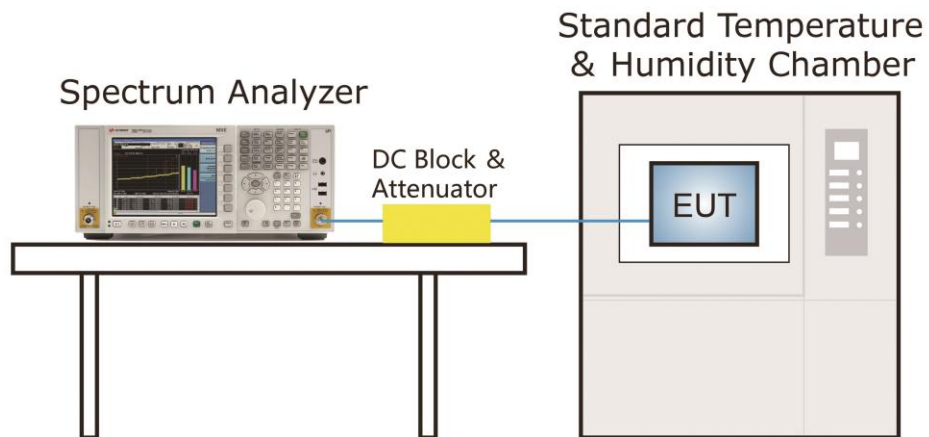 Standard Temperature
& Humidity Chamber
Spectrum Analyzer
DC Block &
Attenuator
EUT